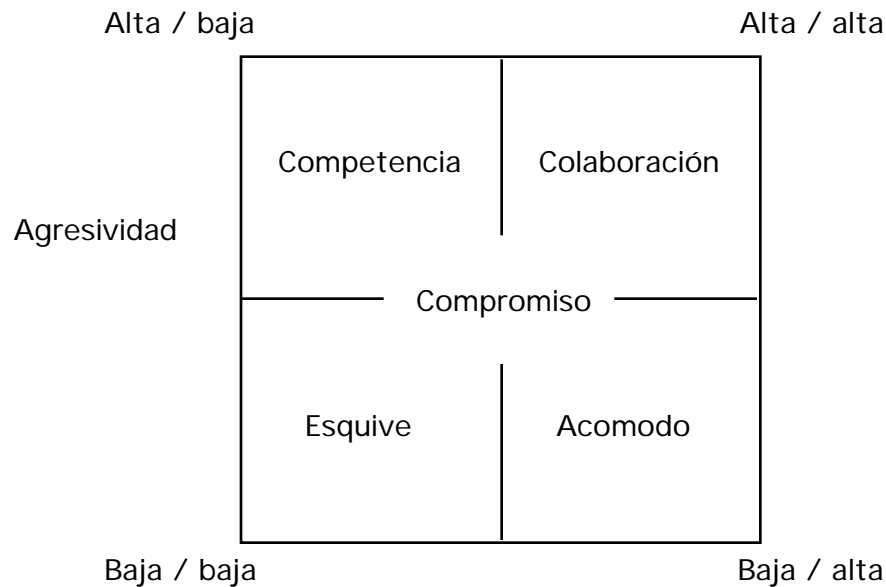 Alta / baja
Alta / alta
Competencia
Colaboración
Agresividad
Compromiso
Esquive
Acomodo
Baja / baja
Baja / alta